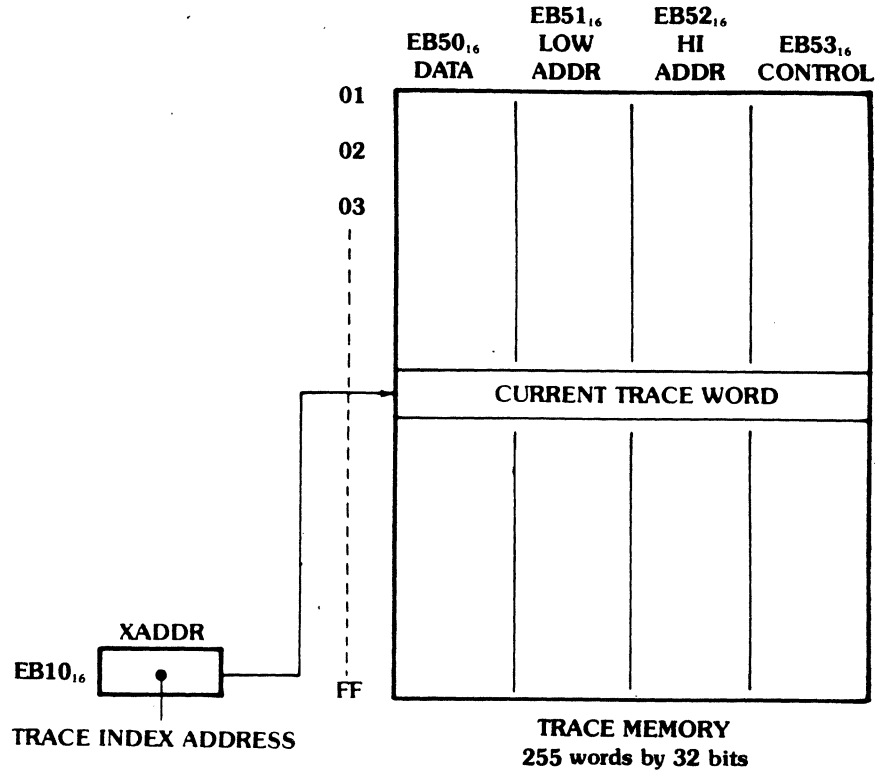 EB50₁₆
DATA
EB51₁₆
LOW
ADDR
EB52₁₆
HI
ADDR
EB53₁₆
CONTROL
01
02
03
CURRENT TRACE WORD
XADDR
EB10₁₆
FF
TRACE INDEX ADDRESS
TRACE MEMORY
255 words by 32 bits